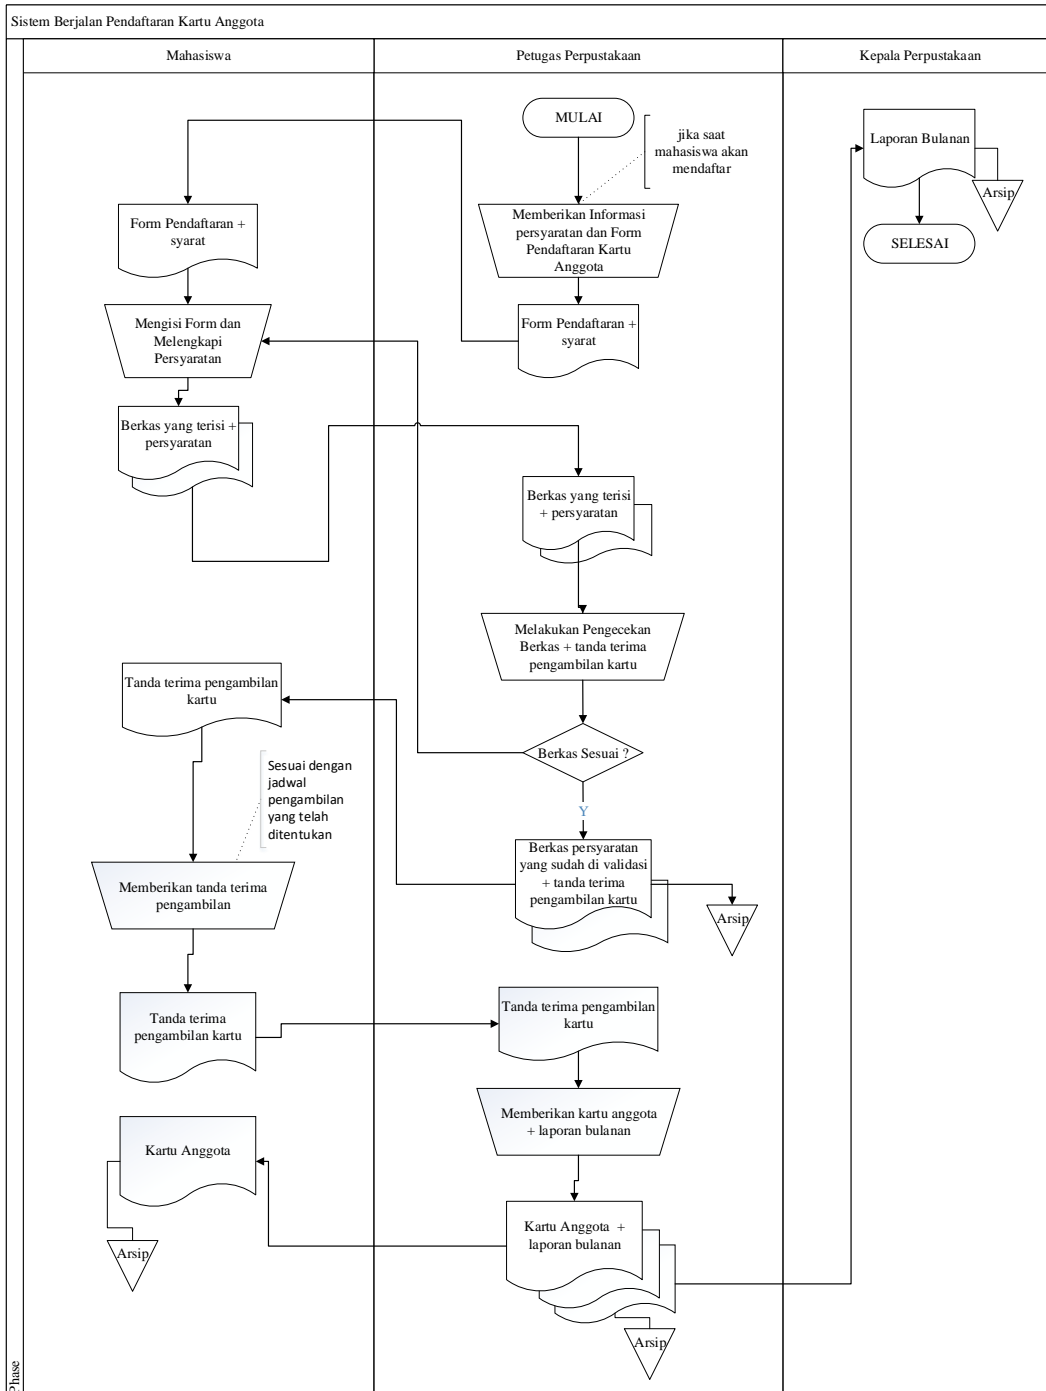 Sistem Berjalan Pendaftaran Kartu Anggota
Mahasiswa
Petugas Perpustakaan
Kepala Perpustakaan
MULAI
jika saat
mahasiswa akan
mendaftar
Laporan Bulanan
Arsip
SELESAI
Memberikan Informasi
persyaratan dan Form
Pendaftaran Kartu
Anggota
Form Pendaftaran +
syarat
Form Pendaftaran +
syarat
Mengisi Form dan
Melengkapi
Persyaratan
Berkas yang terisi +
persyaratan
Berkas yang terisi
+ persyaratan
Melakukan Pengecekan
Berkas + tanda terima
pengambilan kartu
Berkas Sesuai ?
Y
Tanda terima pengambilan
kartu
Sesuai dengan
jadwal
pengambilan
yang telah
ditentukan
Berkas persyaratan
yang sudah di validasi
+ tanda terima
pengambilan kartu
Arsip
Memberikan tanda terima
pengambilan
Tanda terima
pengambilan kartu
Tanda terima pengambilan
kartu
Memberikan kartu anggota
+ laporan bulanan
Kartu Anggota
Arsip
Kartu Anggota +
laporan bulanan
Arsip
Phase